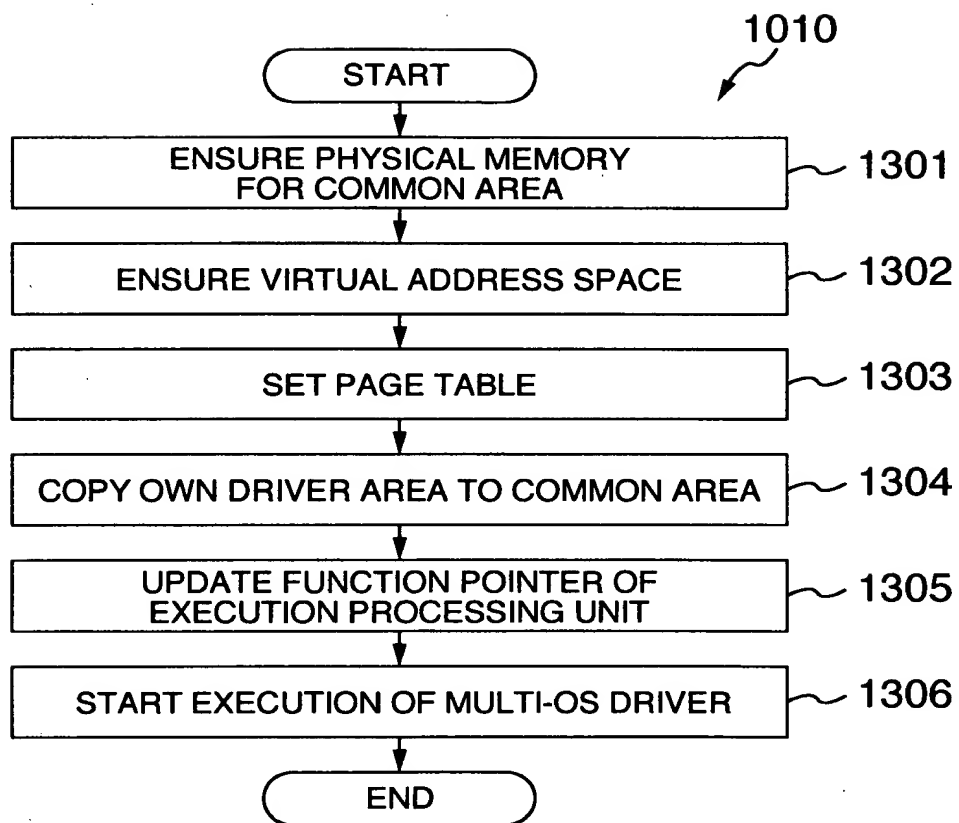 1010
START
ENSURE PHYSICAL MEMORY
FOR COMMON AREA
1301
ENSURE VIRTUAL ADDRESS SPACE
1302
SET PAGE TABLE
1303
COPY OWN DRIVER AREA TO COMMON AREA
1304
UPDATE FUNCTION POINTER OF
EXECUTION PROCESSING UNIT
1305
START EXECUTION OF MULTI-OS DRIVER
1306
END